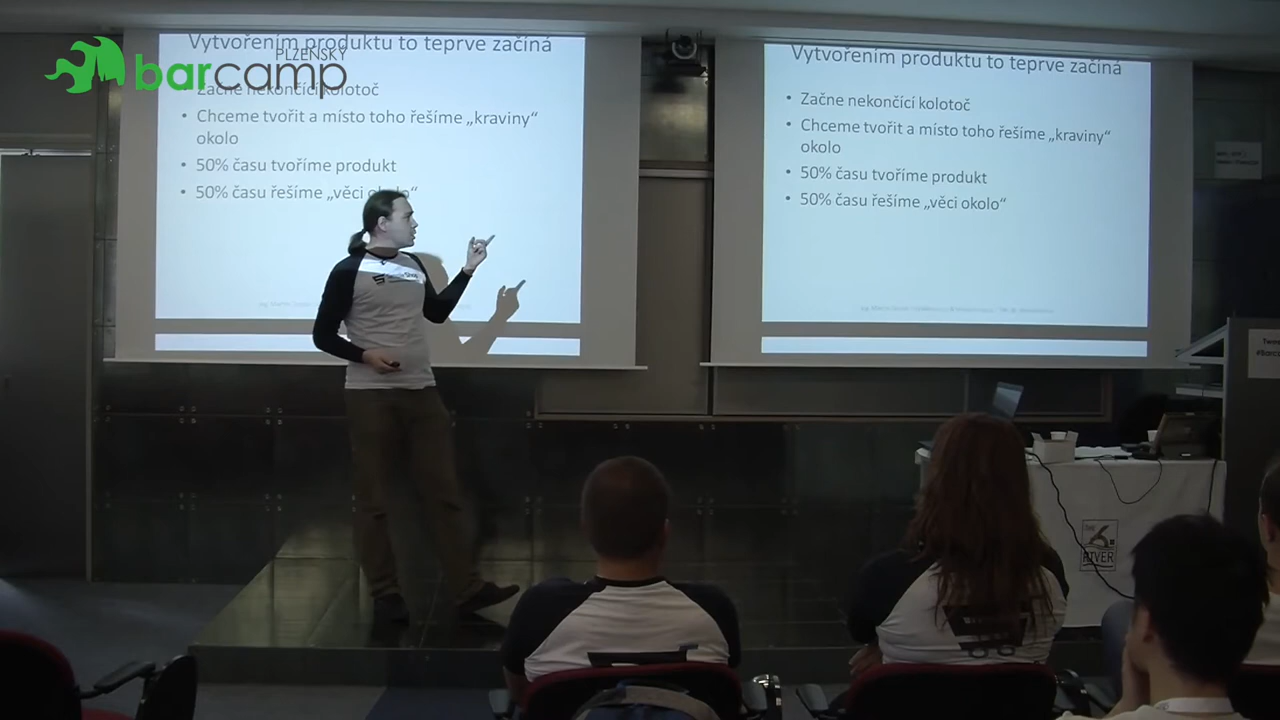 PLZEŇSKÝ
barcamp
Vytvořením produktu to teprve začíná
Začne nekončící kolotoč
Chceme tvořit a místo toho řešíme „kraviny“
okolo
50% času tvoříme produkt
50% času řešíme „věci okolo“
Vytvořením produktu to teprve začíná
Začne nekončící kolotoč
Chceme tvořit a místo toho řešíme „kraviny“
okolo
50% času tvoříme produkt
50% času řešíme „věci okolo“
RIVER